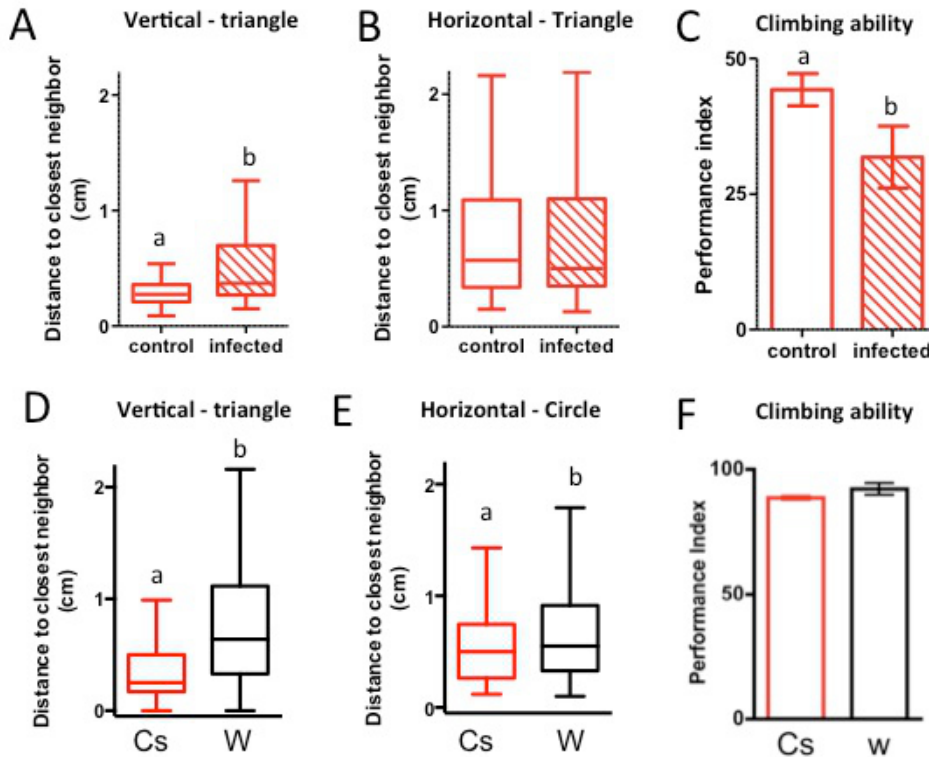 A
Vertical - triangle
Distance to closest neighbor
(cm)
2
1
0
a
b
control
infected
B
Horizontal - Triangle
Distance to closest neighbor
(cm)
2
1
0
control
infected
C
Climbing ability
Performance index
50
25
0
a
b
control
infected
D
Vertical - triangle
Distance to closest neighbor
(cm)
2
1
0
a
b
Cs
W
E
Horizontal - Circle
Distance to closest neighbor
(cm)
2
1
0
a
b
Cs
W
F
Climbing ability
Performance Index
100
50
0
Cs
w